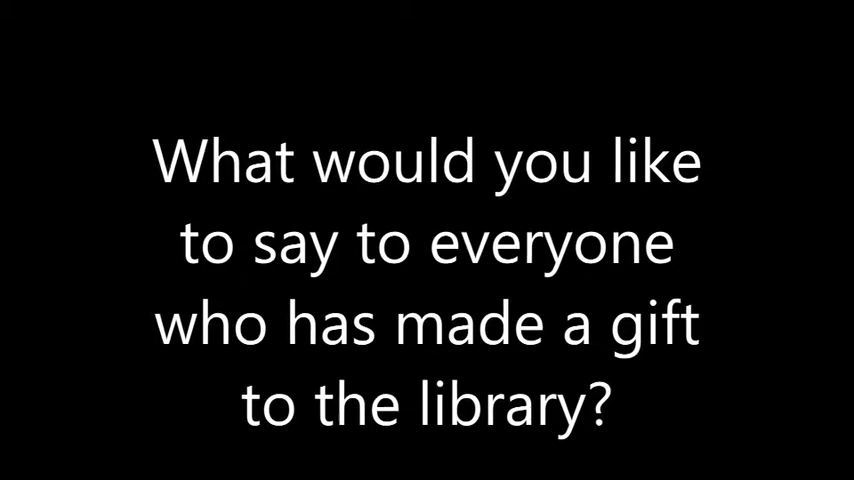 What would you like
to say to everyone
who has made a gift
to the library?